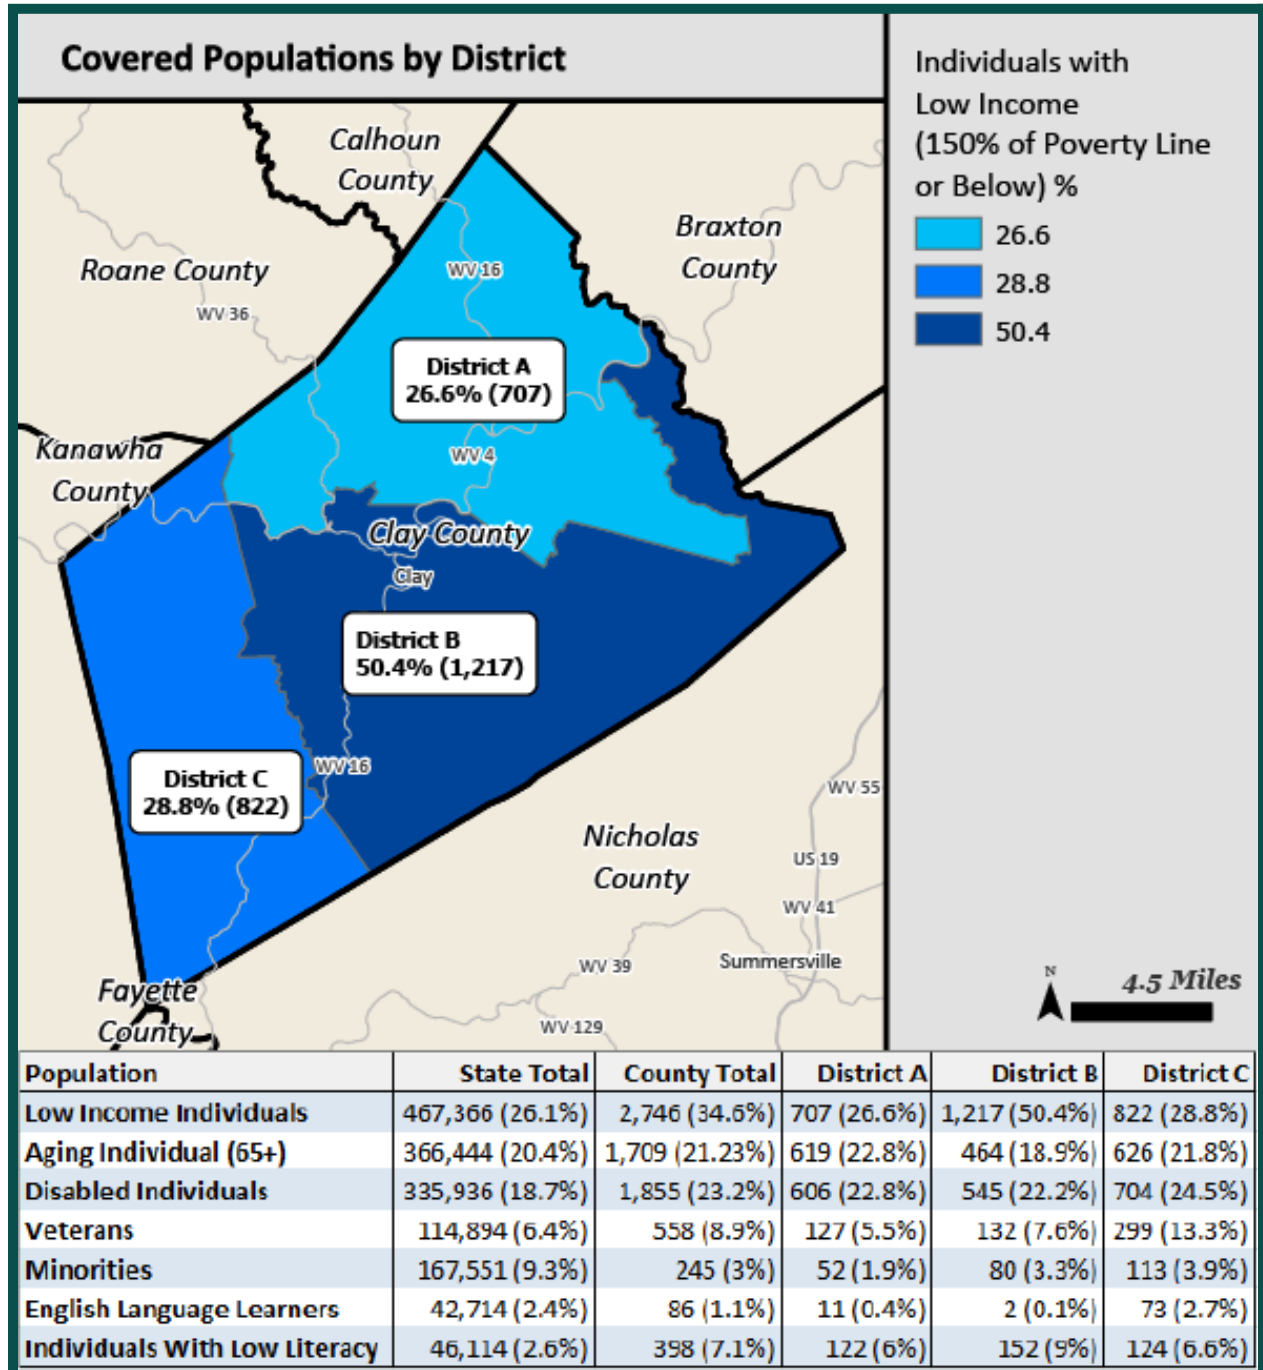 Covered Populations by District
Individuals with
Low Income
(150% of Poverty Line
or Below) %
26.6
28.8
50.4
Calhoun
County
Braxton
County
Roane County
WV 16
WV 36
District A
26.6% (707)
Kanawha
County
WV 4
Clay County
Clay
District B
50.4% (1,217)
District C
28.8% (822)
WV 16
WV 55
Nicholas
County
US 19
WV 41
WV 39
Summersville
Fayette
County
WV 129
N
4.5 Miles
Population State Total County Total District A District B District C
Low Income Individuals 467,366 (26.1%) 2,746 (34.6%) 707 (26.6%) 1,217 (50.4%) 822 (28.8%)
Aging Individual (65+) 366,444 (20.4%) 1,709 (21.23%) 619 (22.8%) 464 (18.9%) 626 (21.8%)
Disabled Individuals 335,936 (18.7%) 1,855 (23.2%) 606 (22.8%) 545 (22.2%) 704 (24.5%)
Veterans 114,894 (6.4%) 558 (8.9%) 127 (5.5%) 132 (7.6%) 299 (13.3%)
Minorities 167,551 (9.3%) 245 (3%) 52 (1.9%) 80 (3.3%) 113 (3.9%)
English Language Learners 42,714 (2.4%) 86 (1.1%) 11 (0.4%) 2 (0.1%) 73 (2.7%)
Individuals With Low Literacy 46,114 (2.6%) 398 (7.1%) 122 (6%) 152 (9%) 124 (6.6%)